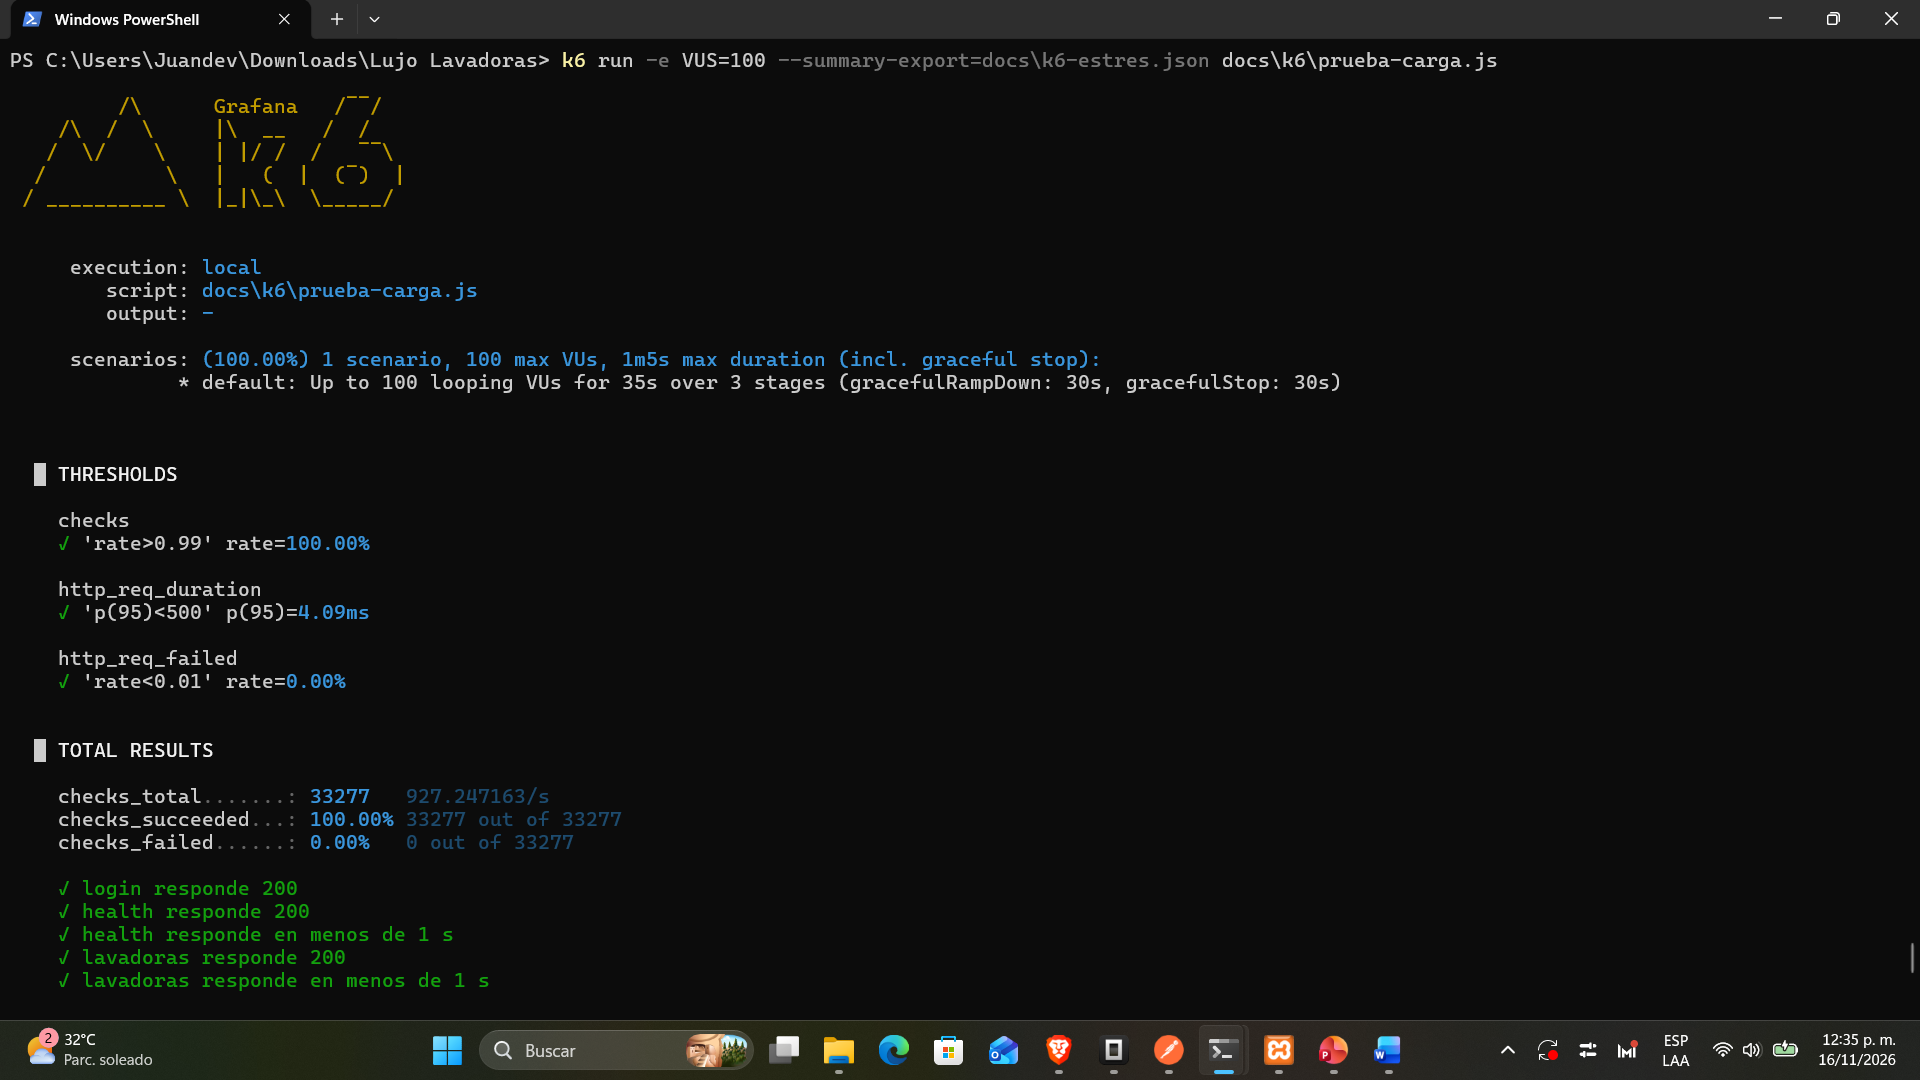 Windows PowerShell
PS C:\Users\Juandev\Downloads\Lujo Lavadoras> k6 run -e VUS=100 --summary-export=docs\k6-estres.json docs\k6\prueba-carga.js
Grafana
execution: local
script: docs\k6\prueba-carga.js
output: -
scenarios: (100.00%) 1 scenario, 100 max VUs, 1m5s max duration (incl. graceful stop):
* default: Up to 100 looping VUs for 35s over 3 stages (gracefulRampDown: 30s, gracefulStop: 30s)
█ THRESHOLDS
checks
✓ 'rate>0.99' rate=100.00%
http_req_duration
✓ 'p(95)<500' p(95)=4.09ms
http_req_failed
✓ 'rate<0.01' rate=0.00%
█ TOTAL RESULTS
checks_total.......: 33277 927.247163/s
checks_succeeded...: 100.00% 33277 out of 33277
checks_failed......: 0.00% 0 out of 33277
✓ login responde 200
✓ health responde 200
✓ health responde en menos de 1 s
✓ lavadoras responde 200
✓ lavadoras responde en menos de 1 s
2
32°C
Parc. soleado
Buscar
ESP
LAA
12:35 p. m.
16/11/2026